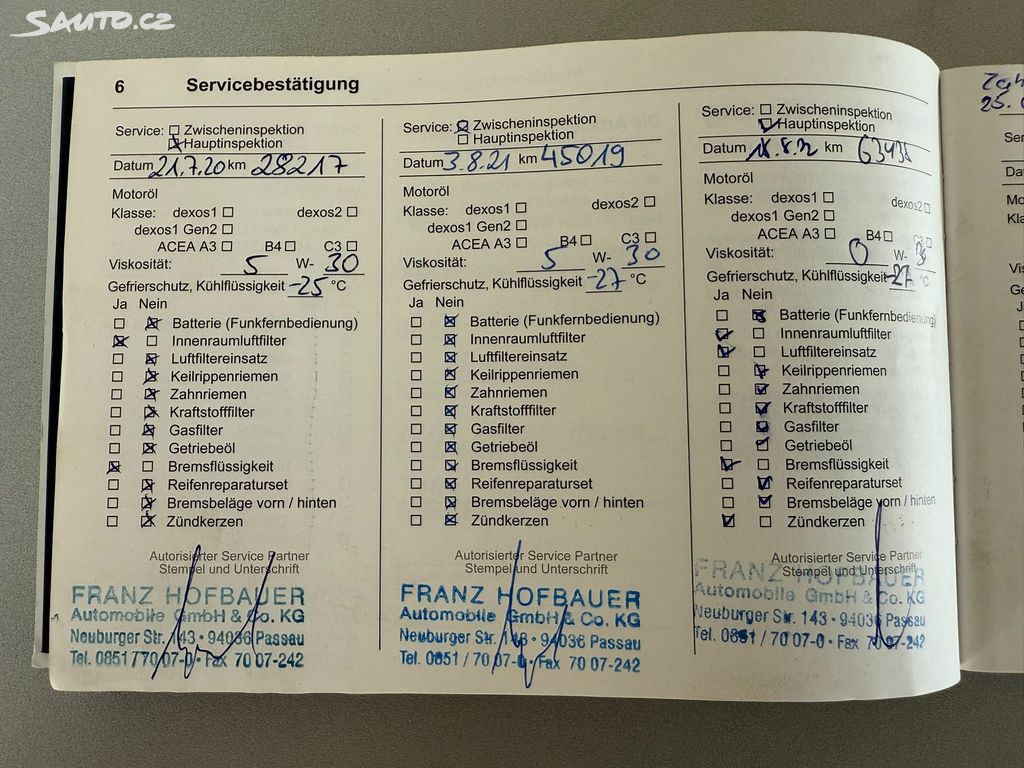 SAUTO.CZ
6 Servicebestätigung
Service: Zwischeninspektion
Hauptinspektion
Datum 21.7.20 km 28217
Motoröl
Klasse: dexos1 dexos2
dexos1 Gen2
ACEA A3 B4 C3
Viskosität: 5 W- 30
Gefrierschutz, Kühlflüssigkeit -25 °C
Ja Nein
Batterie (Funkfernbedienung)
Innenraumluftfilter
Luftfiltereinsatz
Keilrippenriemen
Zahnriemen
Kraftstofffilter
Gasfilter
Getriebeöl
Bremsflüssigkeit
Reifenreparaturset
Bremsbeläge vorn / hinten
Zündkerzen
Autorisierter Service Partner
Stempel und Unterschrift
FRANZ HOFBAUER
Automobile GmbH & Co. KG
Neuburger Str. 143 • 94036 Passau
Tel. 0851 / 70 07-0 • Fax 70 07-242
Service: Zwischeninspektion
Hauptinspektion
Datum 3.8.21 km 45019
Motoröl
Klasse: dexos1 dexos2
dexos1 Gen2
ACEA A3 B4 C3
Viskosität: 5 W- 30
Gefrierschutz, Kühlflüssigkeit -27 °C
Ja Nein
Batterie (Funkfernbedienung)
Innenraumluftfilter
Luftfiltereinsatz
Keilrippenriemen
Zahnriemen
Kraftstofffilter
Gasfilter
Getriebeöl
Bremsflüssigkeit
Reifenreparaturset
Bremsbeläge vorn / hinten
Zündkerzen
Autorisierter Service Partner
Stempel und Unterschrift
FRANZ HOFBAUER
Automobile GmbH & Co. KG
Neuburger Str. 143 • 94036 Passau
Tel. 0851 / 70 07-0 • Fax 70 07-242
Service: Zwischeninspektion
Hauptinspektion
Datum km
Motoröl
Klasse: dexos1 dexos2
dexos1 Gen2
ACEA A3 B4 C3
Viskosität: 0 W-
Gefrierschutz, Kühlflüssigkeit -27 °C
Ja Nein
Batterie (Funkfernbedienung)
Innenraumluftfilter
Luftfiltereinsatz
Keilrippenriemen
Zahnriemen
Kraftstofffilter
Gasfilter
Getriebeöl
Bremsflüssigkeit
Reifenreparaturset
Bremsbeläge vorn / hinten
Zündkerzen
Autorisierter Service Partner
Stempel und Unterschrift
FRANZ HOFBAUER
Automobile GmbH & Co. KG
Neuburger Str. 143 • 94036 Passau
Tel. 0851 / 70 07-0 • Fax 70 07-242